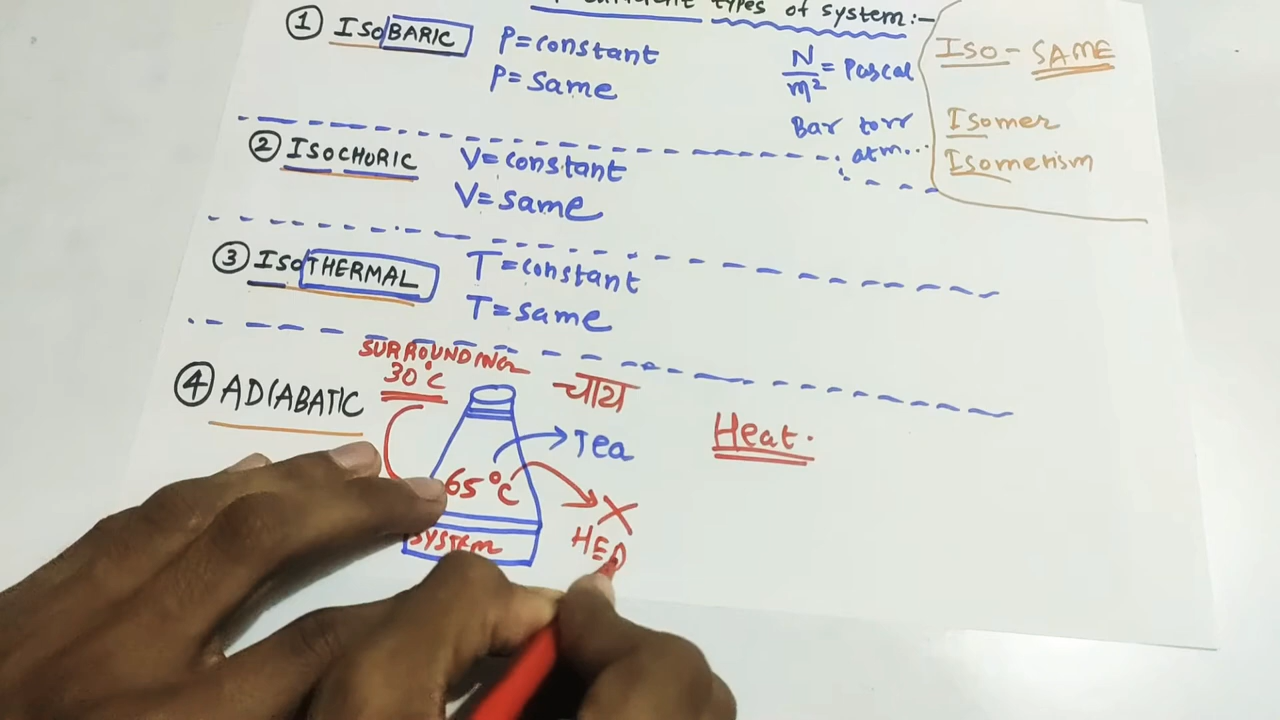 different types of system:-
① ISOBARIC P=constant
P=Same
N/m² = Pascal
Bar torr
atm...
ISO- SAME
Isomer
Isomerism
② ISOCHORIC V=constant
V=same
③ ISOTHERMAL T=constant
T=same
④ ADIABATIC
SURROUNDING
30°C
चाय
Tea
Heat.
65°C
X
HEA
SYSTEM